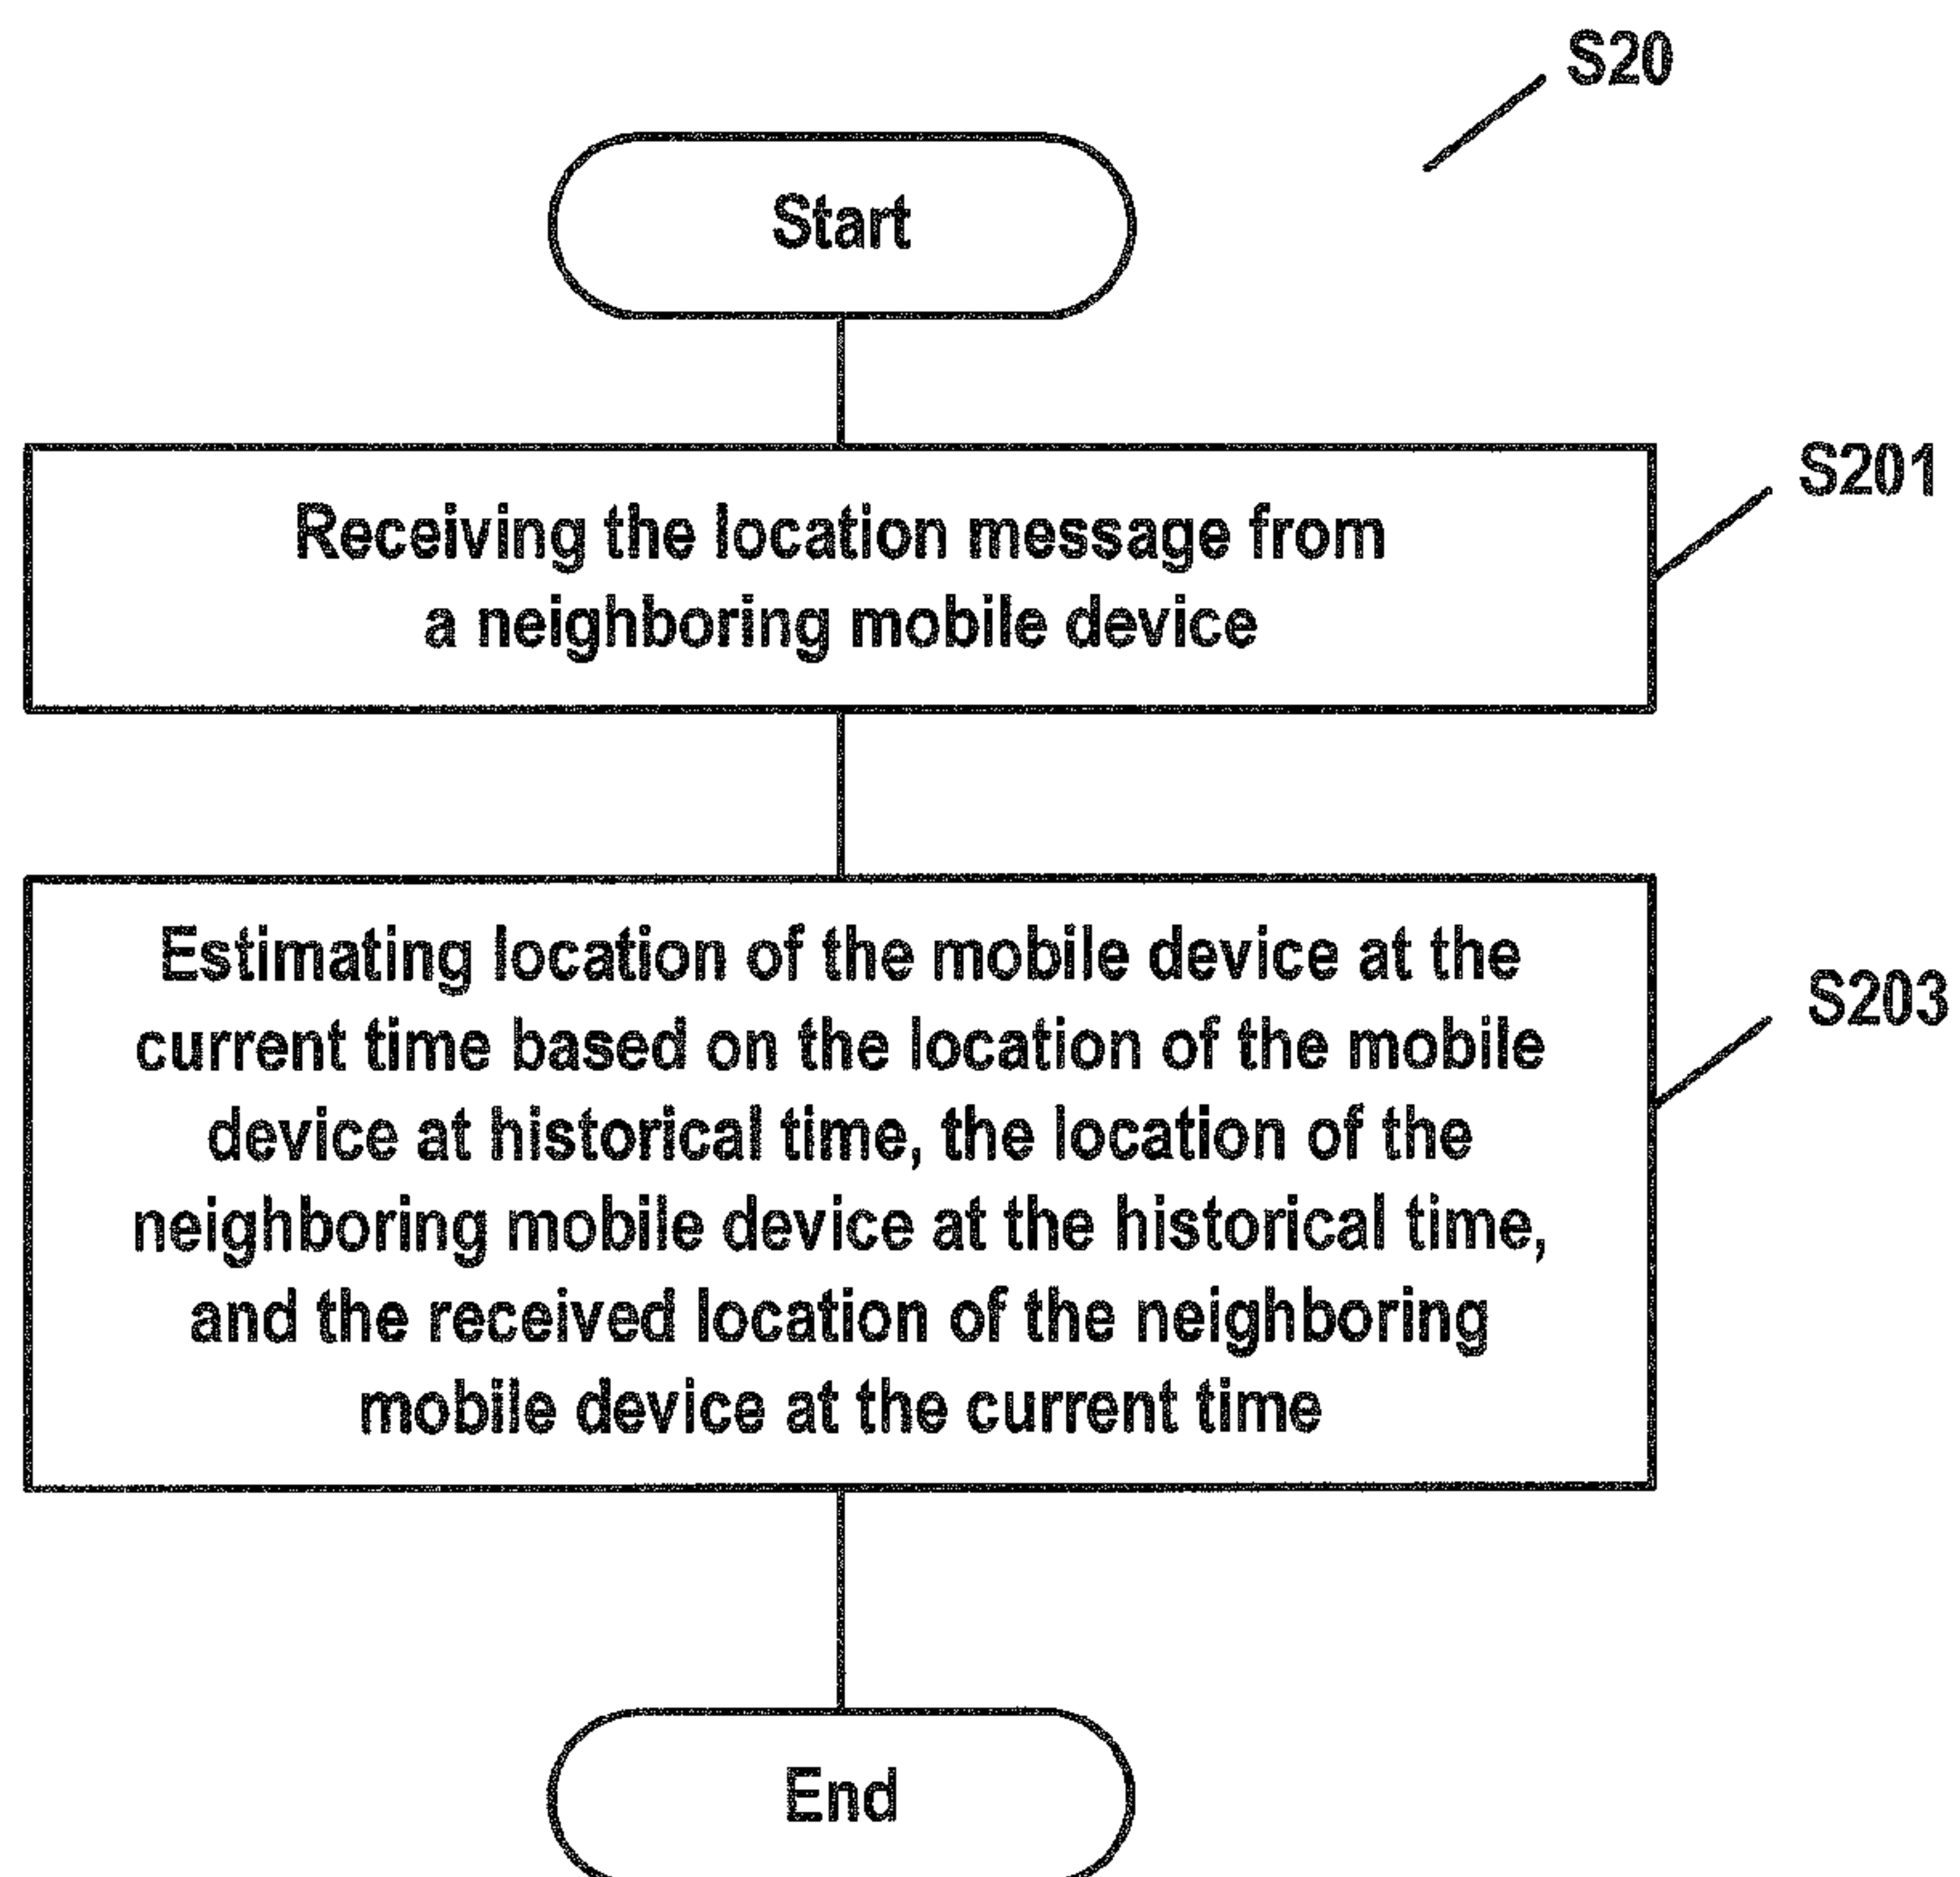 S20
Start
S201
Receiving the location message from
a neighboring mobile device
S203
Estimating location of the mobile device at the
current time based on the location of the mobile
device at historical time, the location of the
neighboring mobile device at the historical time,
and the received location of the neighboring
mobile device at the current time
End